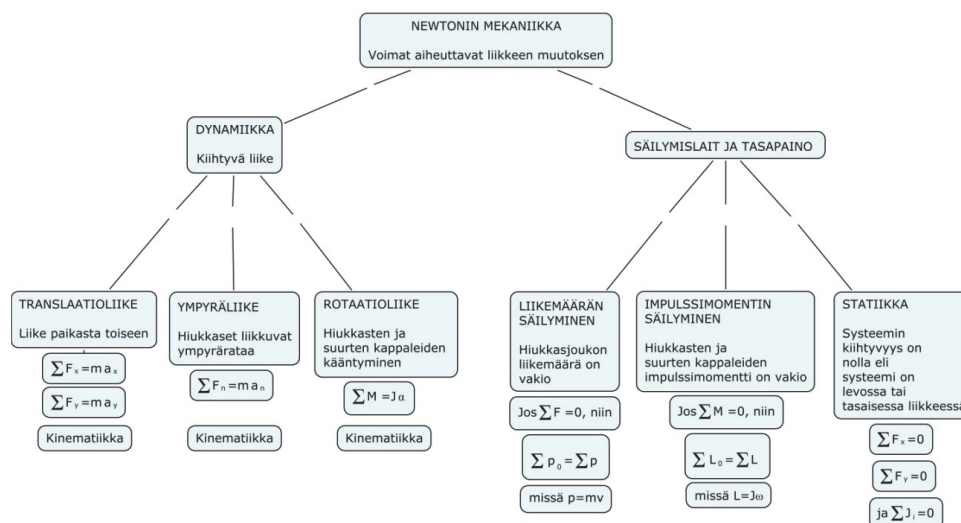 NEWTONIN MEKANIIKKA
Voimat aiheuttavat liikkeen muutoksen
DYNAMIIKKA
Kiihtyvä liike
SÄILYMISLAIT JA TASAPAINO
TRANSLAATIOLIIKE
Liike paikasta toiseen
∑Fₓ=maₓ
∑Fᵧ=maᵧ
Kinematiikka
YMPYRÄLIIKE
Hiukkaset liikkuvat
ympyrärataa
∑Fₙ=maₙ
Kinematiikka
ROTAATIOLIIKE
Hiukkasten ja
suurten kappaleiden
kääntyminen
∑M =Jα
Kinematiikka
LIIKEMÄÄRÄN
SÄILYMINEN
Hiukkasjoukon
liikemäärä on
vakio
Jos ∑F =0, niin
∑p₀=∑p
missä p=mv
IMPULSSIMOMENTIN
SÄILYMINEN
Hiukkasten ja
suurten kappaleiden
impulssimomentti on vakio
Jos ∑M =0, niin
∑L₀=∑L
missä L=Jω
STATIIKKA
Systeemin
kiihtyvyys on
nolla eli
systeemi on
levossa tai
tasaisessa liikkeessä
∑Fₓ=0
∑Fᵧ=0
ja ∑Jᵢ=0